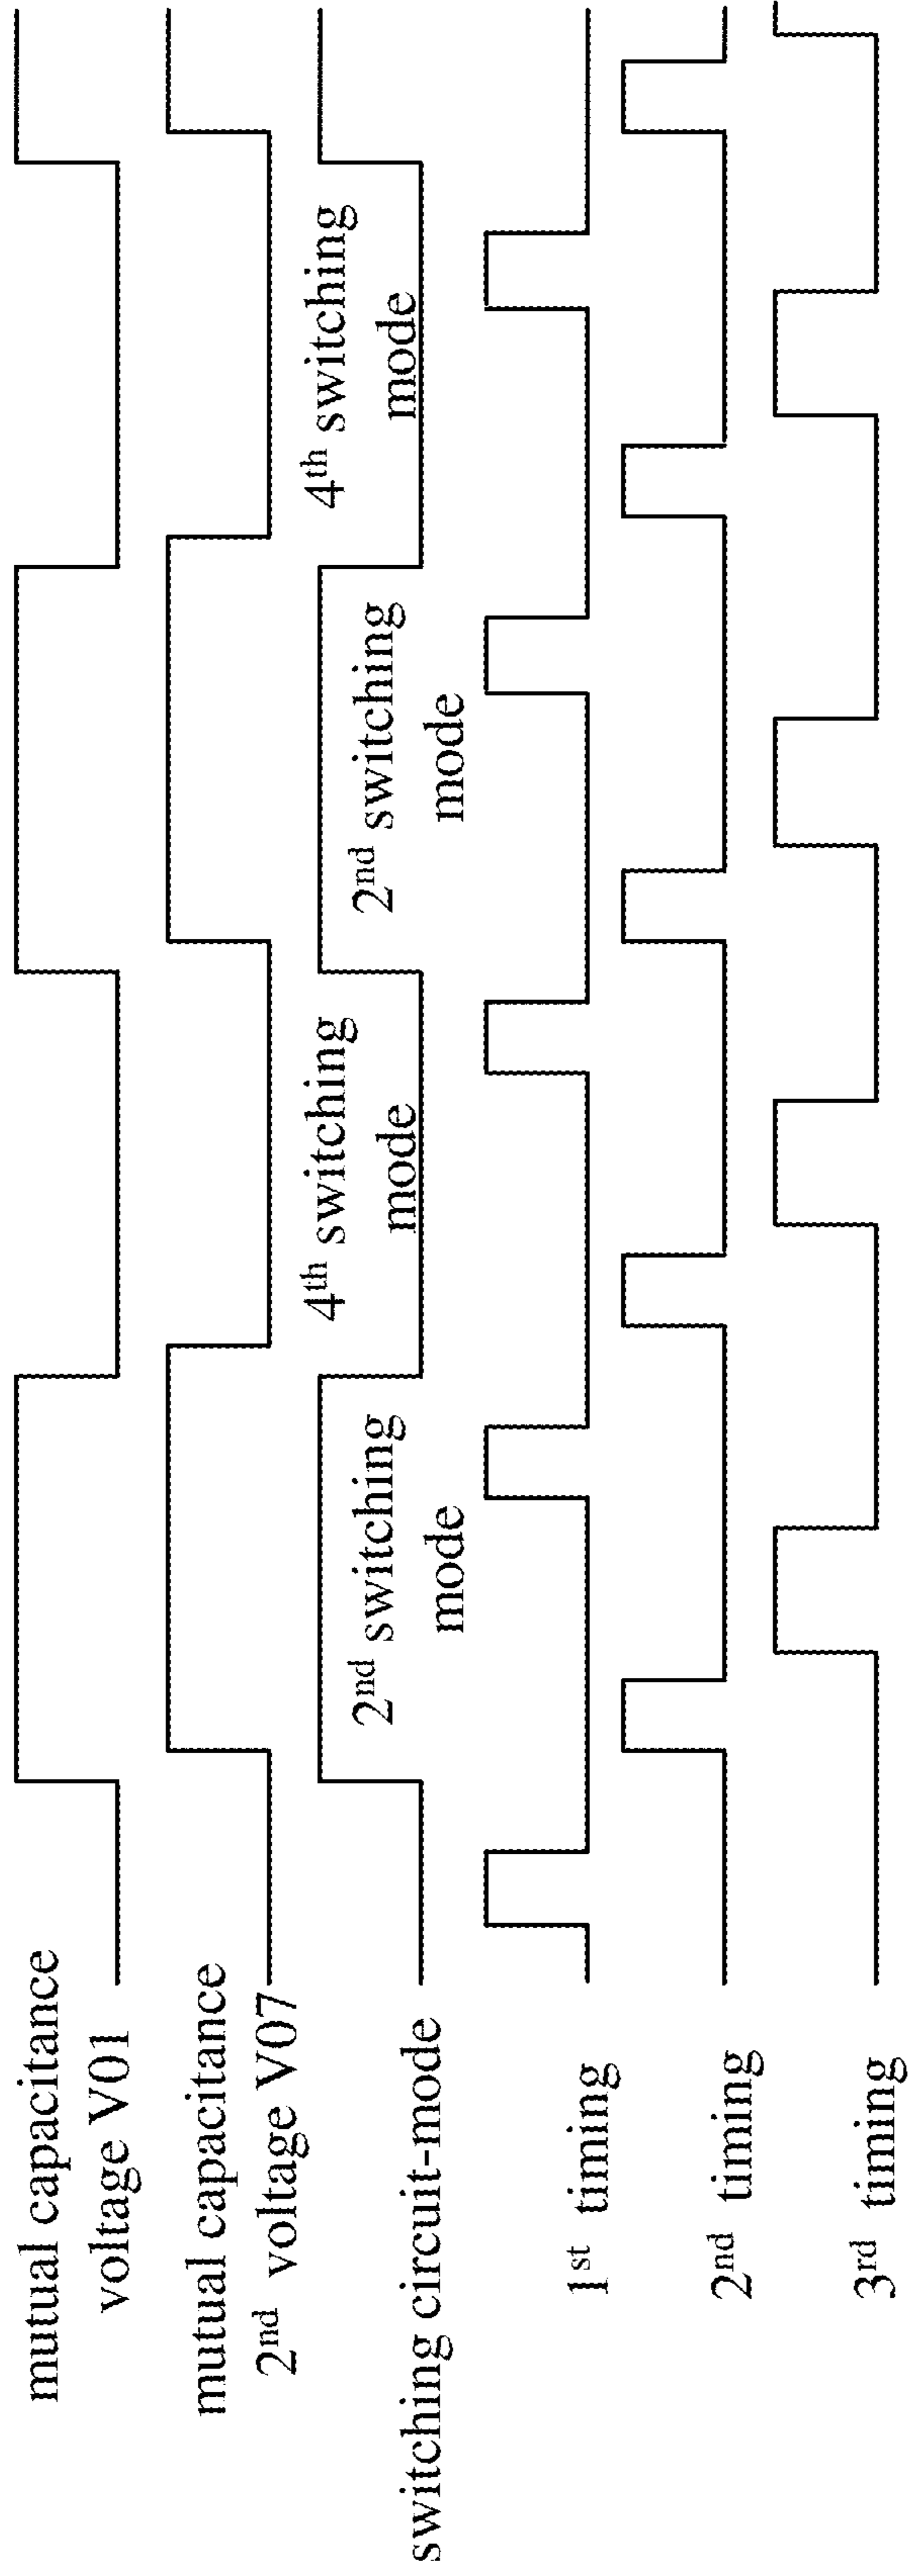 mutual capacitance
voltage V01
mutual capacitance
2nd voltage V07
switching circuit-mode
2nd switching
mode
4th switching
mode
2nd switching
mode
4th switching
mode
1st timing
2nd timing
3rd timing